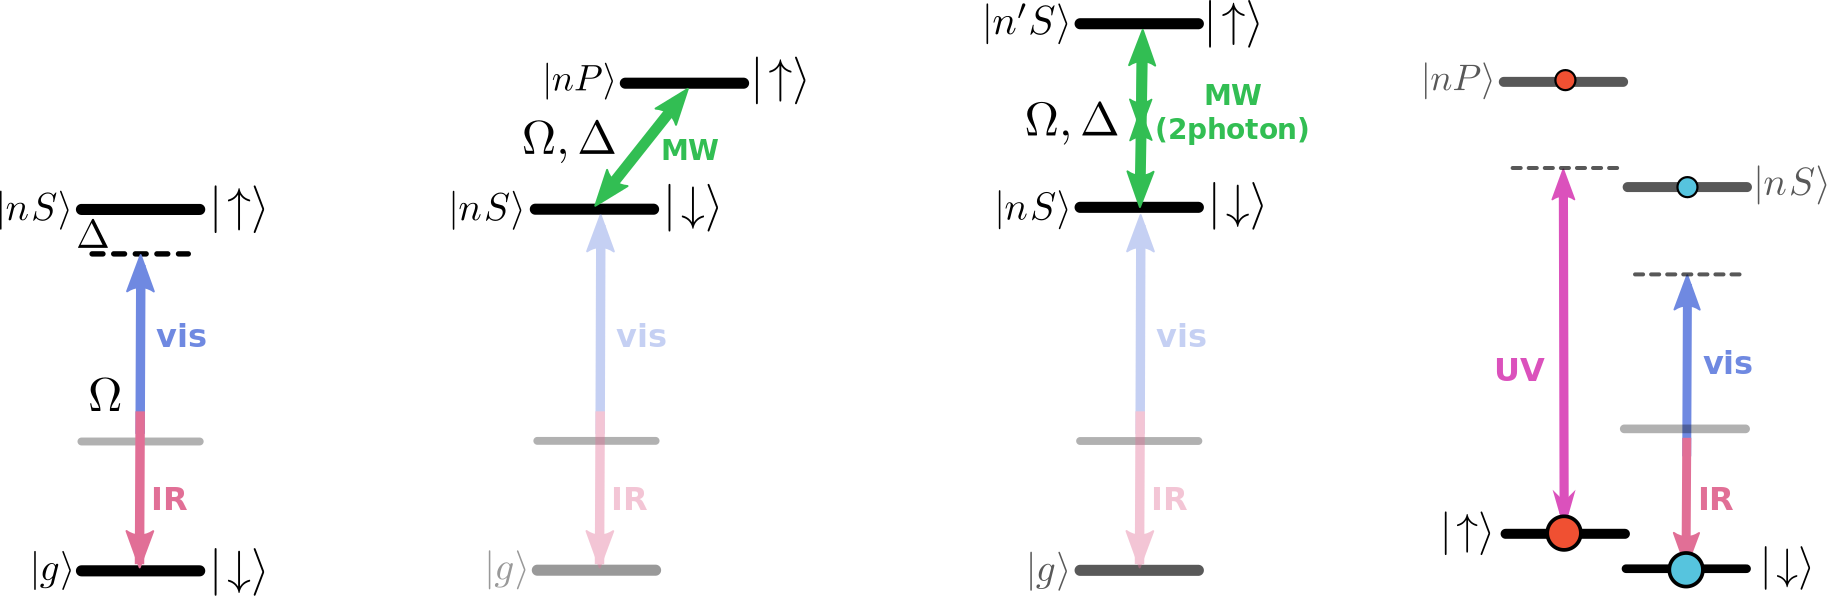 |nS⟩ |↑⟩
Δ
vis
Ω
IR
|g⟩ |↓⟩
|nP⟩ |↑⟩
Ω, Δ
MW
|nS⟩ |↓⟩
vis
IR
|g⟩
|n′S⟩ |↑⟩
MW
Ω, Δ (2photon)
|nS⟩ |↓⟩
vis
IR
|g⟩
|nP⟩
|nS⟩
UV
vis
IR
|↑⟩
|↓⟩